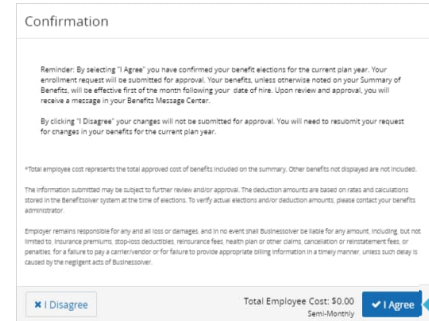 Confirmation
Reminder: By selecting "I Agree" you have confirmed your benefit elections for the current plan year. Your
enrollment request will be submitted for approval. Your benefits, unless otherwise noted on your Summary of
Benefits, will be effective first of the month following your date of hire. Upon review and approval, you will
receive a message in your Benefits Message Center.
By clicking "I Disagree" your changes will not be submitted for approval. You will need to resubmit your request
for changes in your benefits for the current plan year.
*Total employee cost represents the total approved cost of benefits included on the summary. Other benefits not displayed are not included.
The information submitted may be subject to further review and/or approval. The deduction amounts are based on rates and calculations
stored in the Benefitsolver system at the time of elections. To verify actual elections and/or deduction amounts, please contact your benefits
administrator.
Employer remains responsible for any and all loss or damages, and in no event shall Businessolver be liable for any amount, including, but not
limited to, insurance premiums, stop-loss deductibles, reinsurance fees, health plan or other claims, cancellation or reinstatement fees, or
penalties, for a failure to pay a carrier/vendor or for failure to provide appropriate billing information in a timely manner, unless such delay is
caused by the negligent acts of Businessolver.
✖ I Disagree
Total Employee Cost: $0.00
Semi-Monthly
✔ I Agree